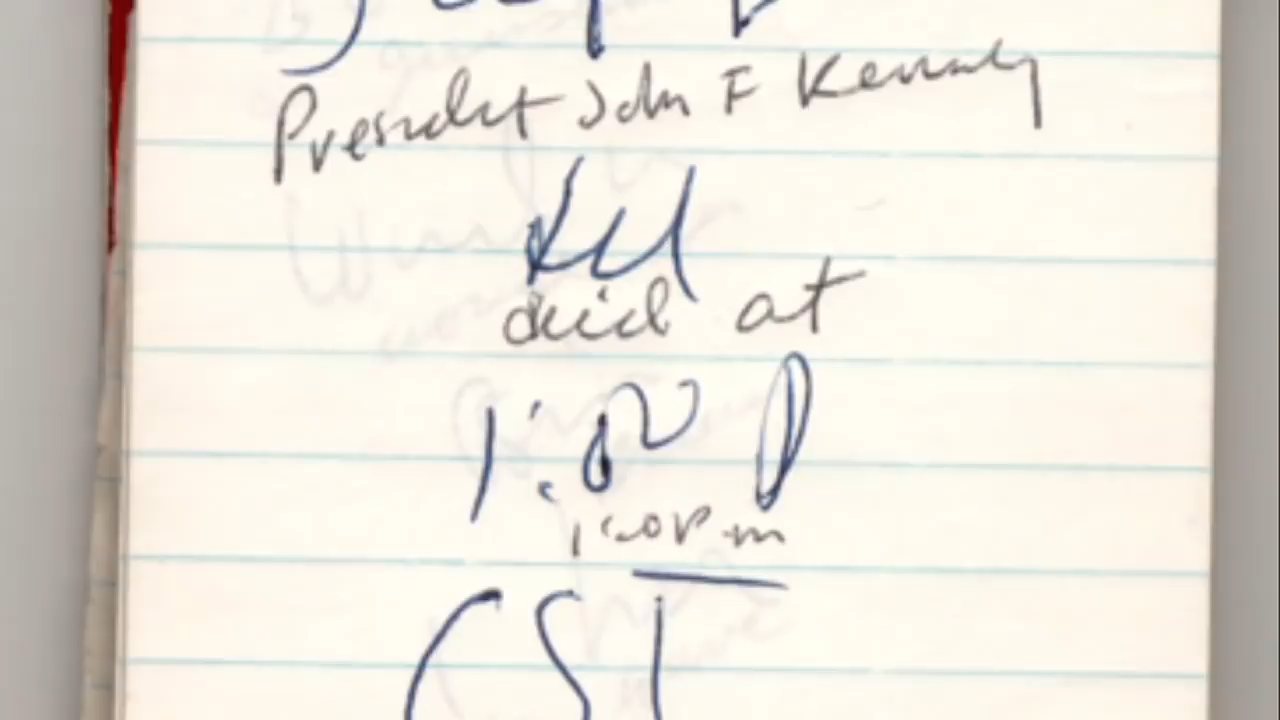 President John F Kennedy
died at
1:00 P
1:00 Pm
CST